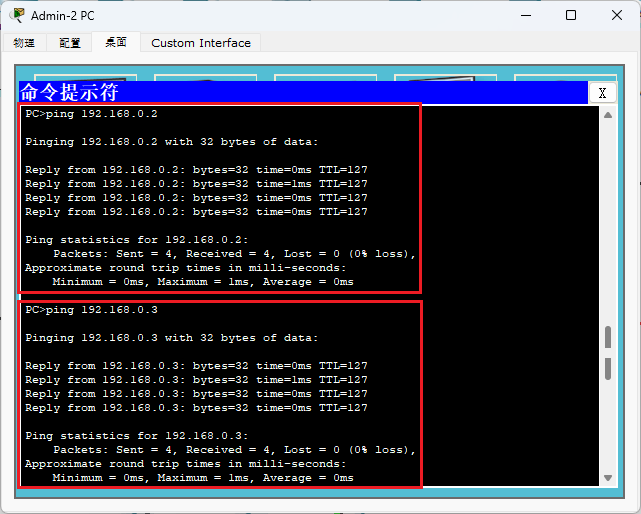 Admin-2 PC
物理 配置 桌面 Custom Interface
命令提示符 X
PC>ping 192.168.0.2
Pinging 192.168.0.2 with 32 bytes of data:
Reply from 192.168.0.2: bytes=32 time=0ms TTL=127
Reply from 192.168.0.2: bytes=32 time=1ms TTL=127
Reply from 192.168.0.2: bytes=32 time=0ms TTL=127
Reply from 192.168.0.2: bytes=32 time=0ms TTL=127
Ping statistics for 192.168.0.2:
Packets: Sent = 4, Received = 4, Lost = 0 (0% loss),
Approximate round trip times in milli-seconds:
Minimum = 0ms, Maximum = 1ms, Average = 0ms
PC>ping 192.168.0.3
Pinging 192.168.0.3 with 32 bytes of data:
Reply from 192.168.0.3: bytes=32 time=0ms TTL=127
Reply from 192.168.0.3: bytes=32 time=1ms TTL=127
Reply from 192.168.0.3: bytes=32 time=0ms TTL=127
Reply from 192.168.0.3: bytes=32 time=0ms TTL=127
Ping statistics for 192.168.0.3:
Packets: Sent = 4, Received = 4, Lost = 0 (0% loss),
Approximate round trip times in milli-seconds:
Minimum = 0ms, Maximum = 1ms, Average = 0ms